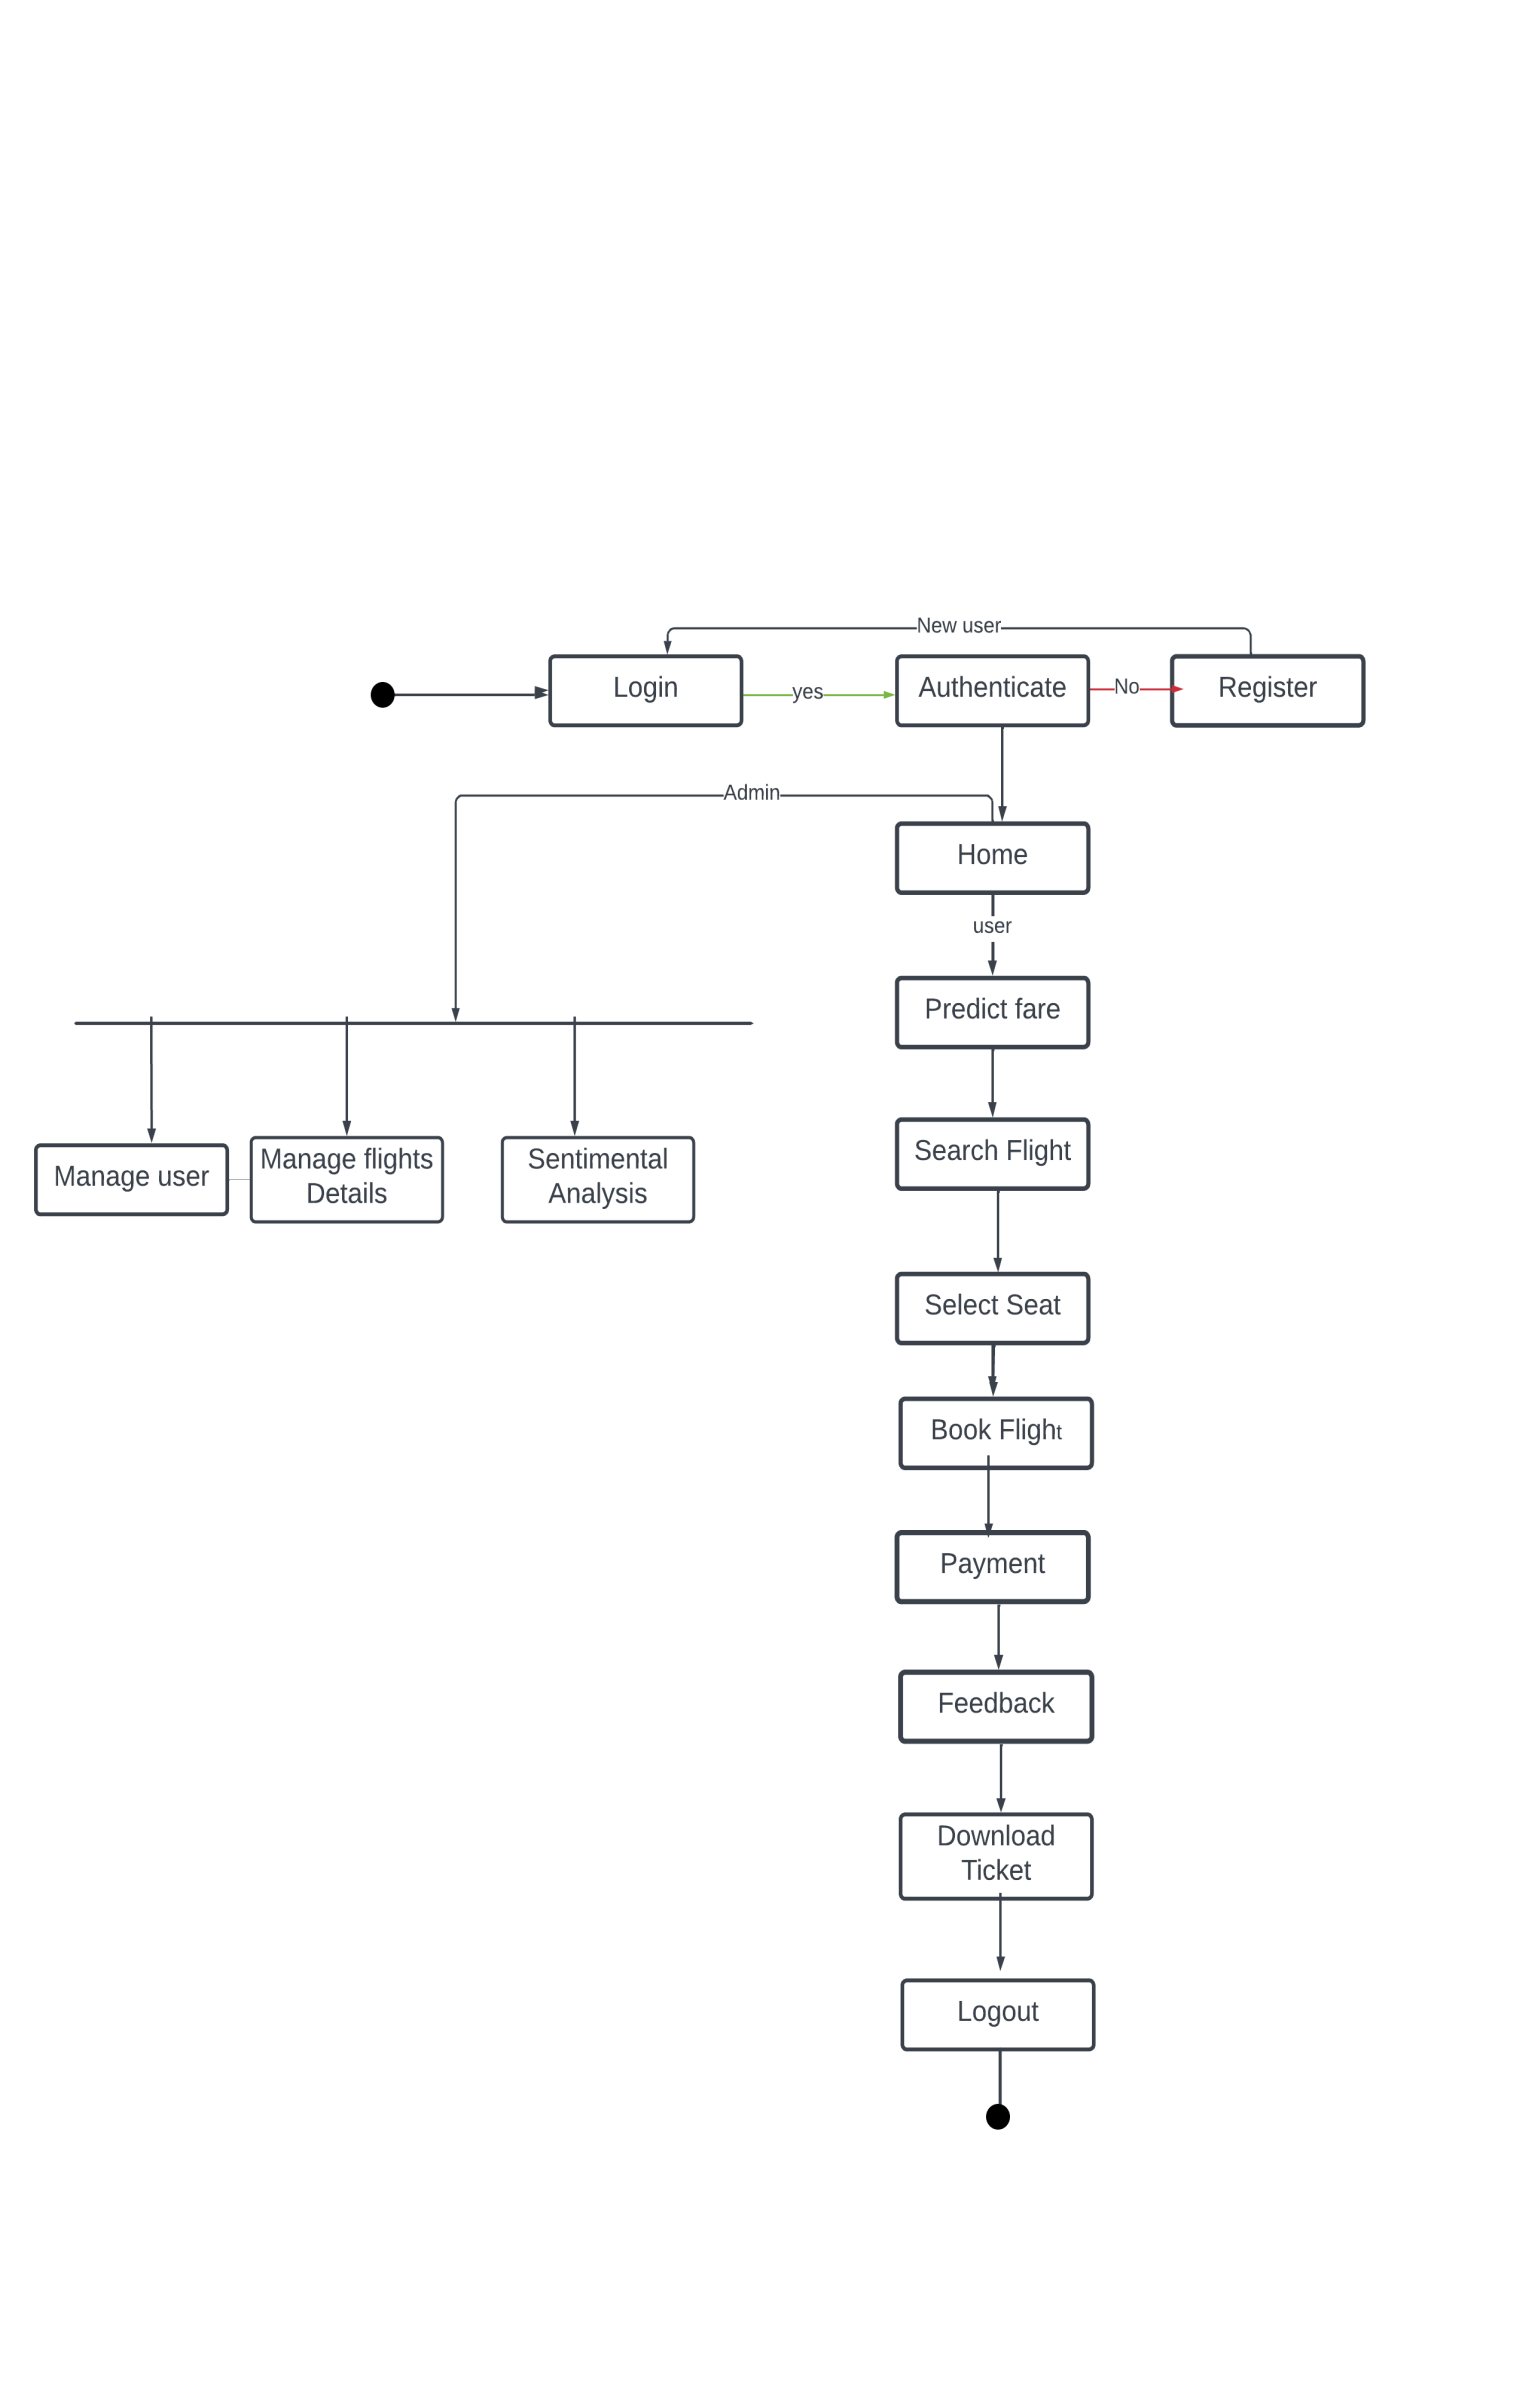 New user
Login
yes
Authenticate
No
Register
Admin
Home
user
Predict fare
Search Flight
Manage user
Manage flights
Details
Sentimental
Analysis
Select Seat
Book Flight
Payment
Feedback
Download
Ticket
Logout